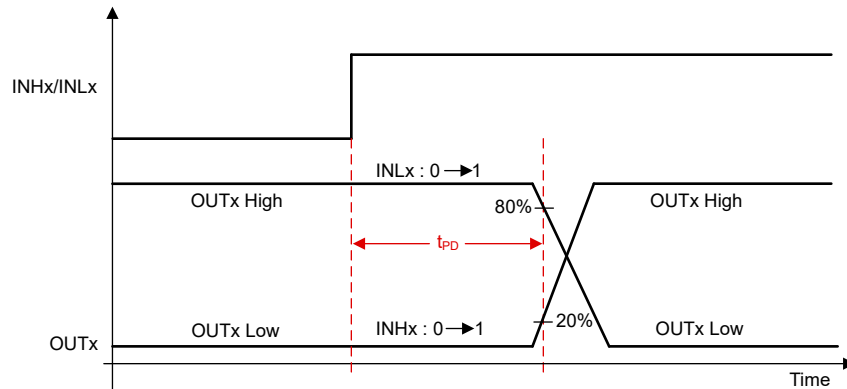 INHx/INLx
INLx : 0→1
OUTx High
80%
OUTx High
tPD
OUTx Low
INHx : 0→1
20%
OUTx Low
OUTx
Time